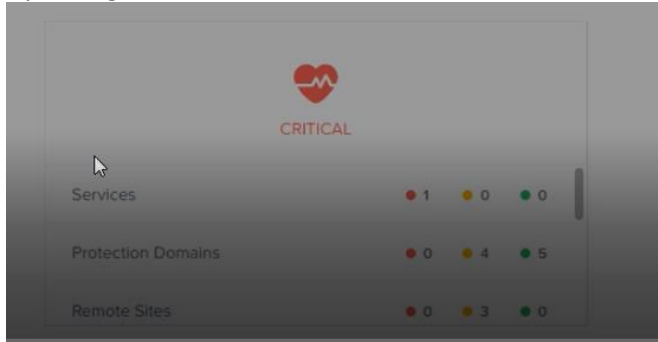 CRITICAL
Services 1 0 0
Protection Domains 0 4 5
Remote Sites 0 3 0